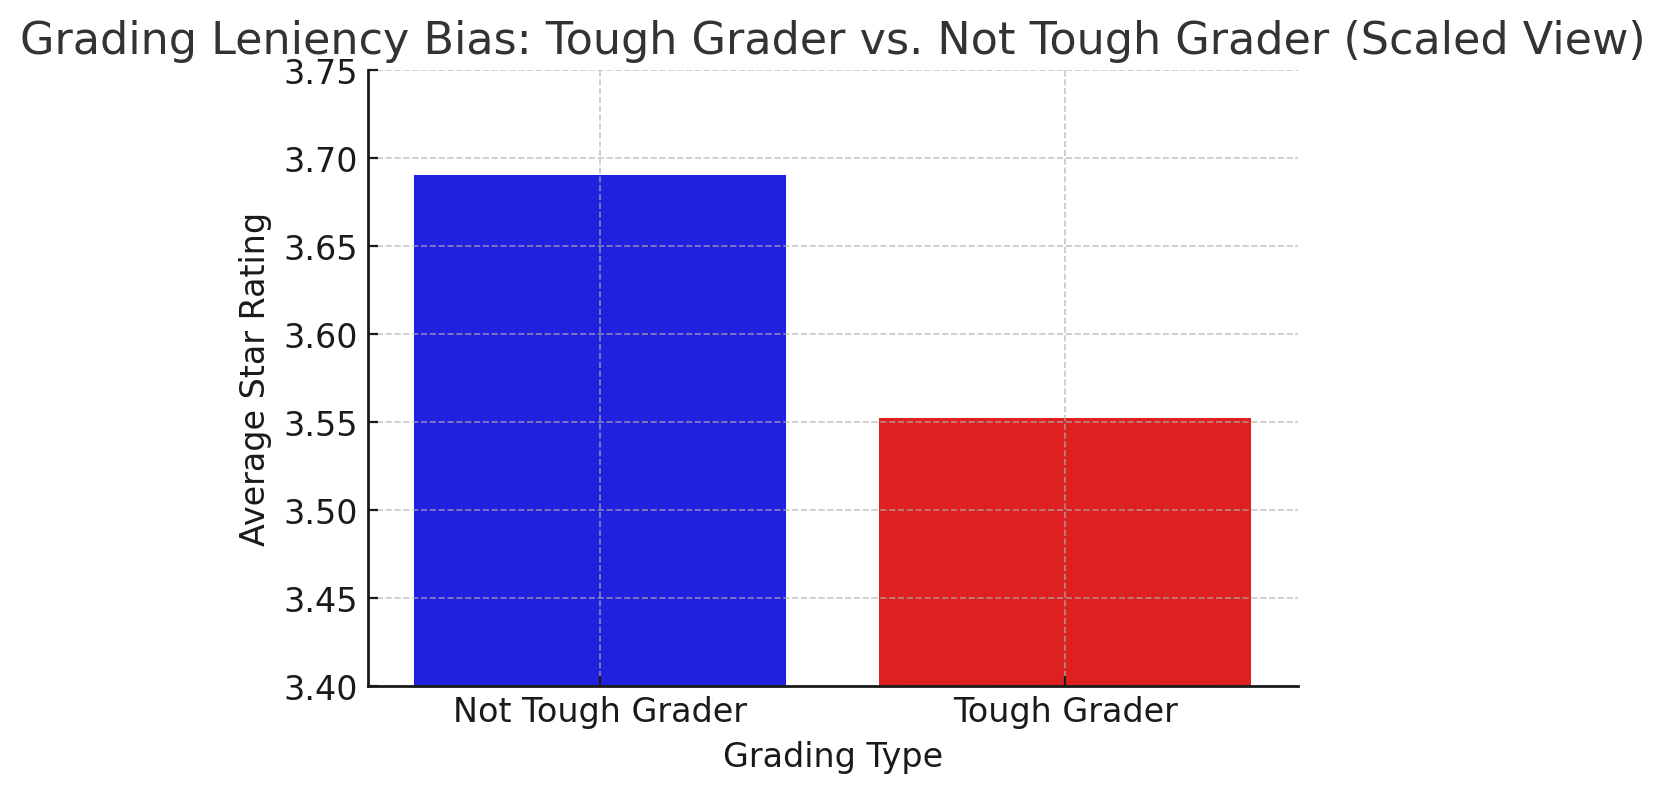 Grading Leniency Bias: Tough Grader vs. Not Tough Grader (Scaled View)
3.75
3.70
3.65
3.60
3.55
3.50
3.45
3.40
Average Star Rating
Not Tough Grader
Tough Grader
Grading Type